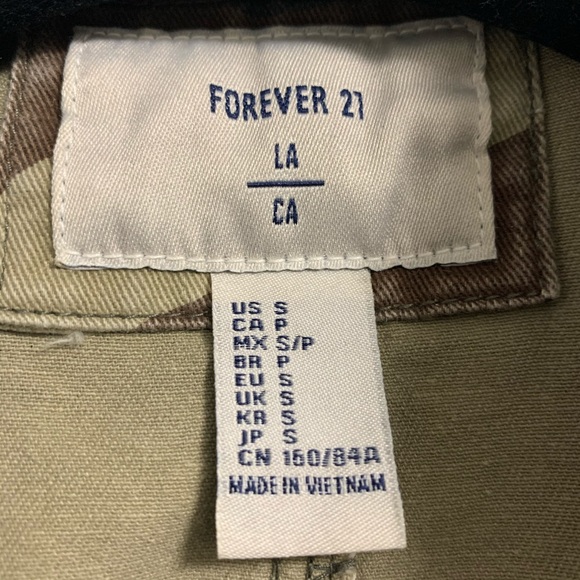 FOREVER 21
LA
CA
US S
CA P
MX S/P
BR P
EU S
UK S
KR S
JP S
CN 160/84A
MADE IN VIETNAM